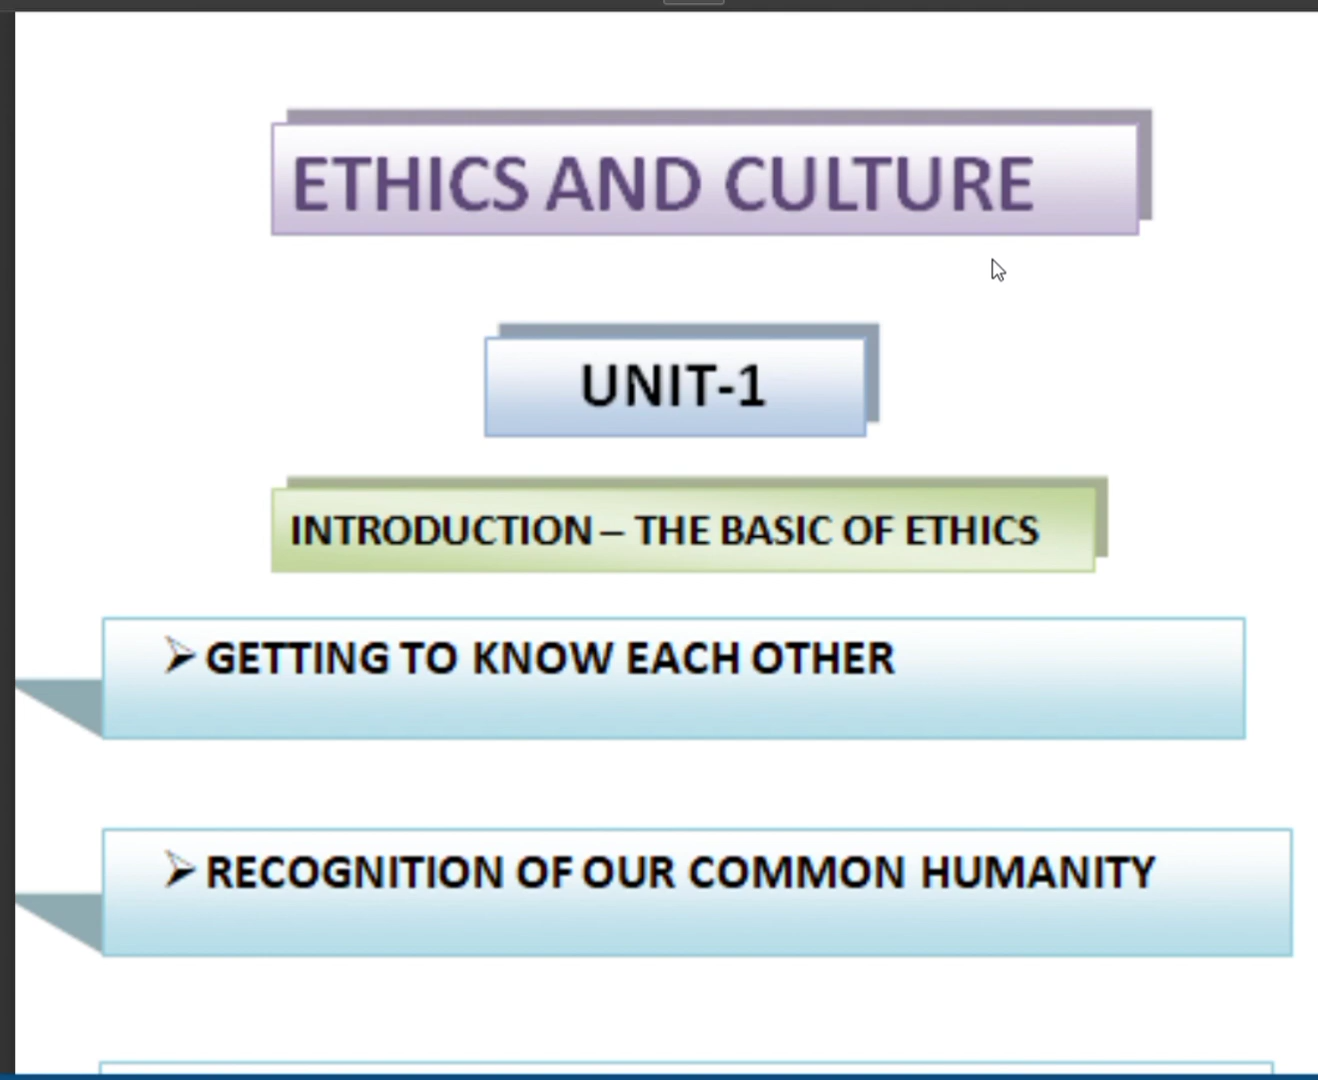 ETHICS AND CULTURE
UNIT-1
INTRODUCTION – THE BASIC OF ETHICS
➢ GETTING TO KNOW EACH OTHER
➢ RECOGNITION OF OUR COMMON HUMANITY